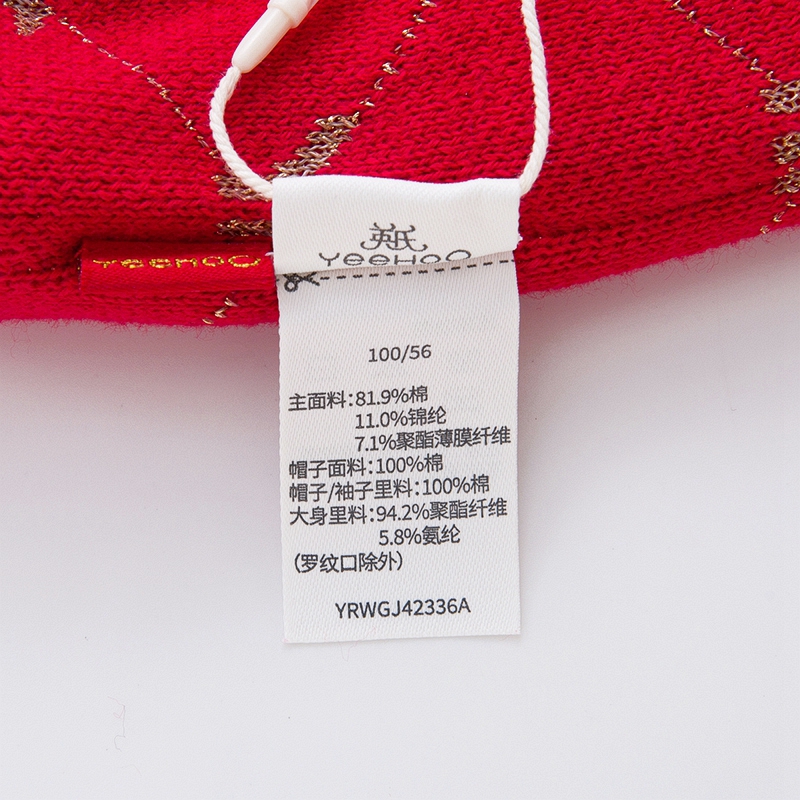 英氏
YeeHoO
YeeHoO
100/56
主面料:81.9%棉
11.0%锦纶
7.1%聚酯薄膜纤维
帽子面料:100%棉
帽子/袖子里料:100%棉
大身里料:94.2%聚酯纤维
5.8%氨纶
(罗纹口除外)
YRWGJ42336A